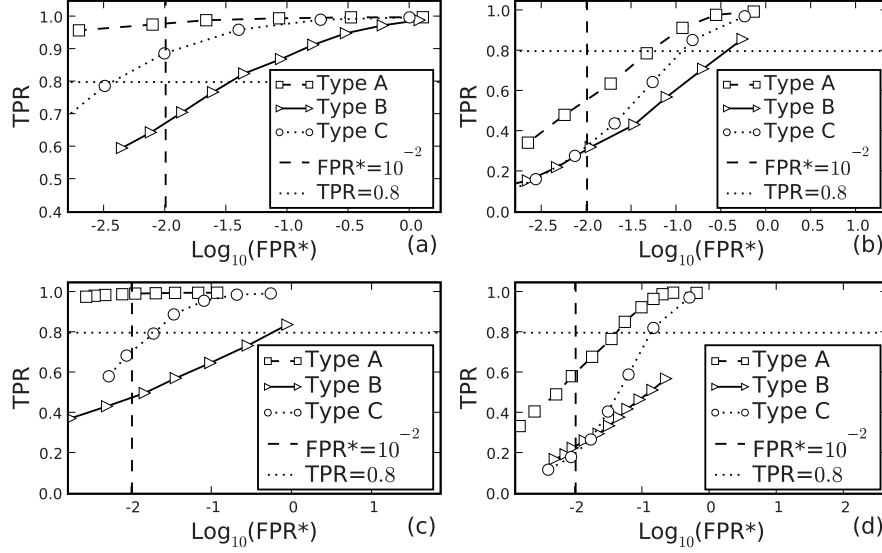 1.0
0.9
0.8
0.7
0.6
0.5
0.4
TPR
-2.5 -2.0 -1.5 -1.0 -0.5 0.0
Log10(FPR*)
(a)
Type A
Type B
Type C
FPR*=10^-2
TPR=0.8
1.0
0.8
0.6
0.4
0.2
0.0
TPR
-2.5 -2.0 -1.5 -1.0 -0.5 0.0 0.5 1.0
Log10(FPR*)
(b)
Type A
Type B
Type C
FPR*=10^-2
TPR=0.8
1.0
0.8
0.6
0.4
0.2
0.0
TPR
-2 -1 0 1
Log10(FPR*)
(c)
Type A
Type B
Type C
FPR*=10^-2
TPR=0.8
1.0
0.8
0.6
0.4
0.2
0.0
TPR
-2 -1 0 1 2
Log10(FPR*)
(d)
Type A
Type B
Type C
FPR*=10^-2
TPR=0.8